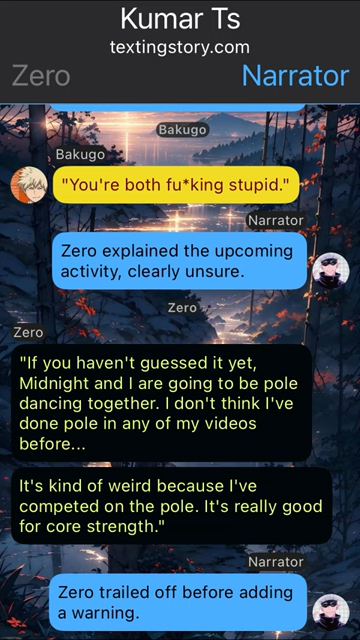 Kumar Ts
textingstory.com
Zero
Narrator
Bakugo
Bakugo
"You're both fu*king stupid."
Narrator
Zero explained the upcoming
activity, clearly unsure.
Zero
Zero
"If you haven't guessed it yet,
Midnight and I are going to be pole
dancing together. I don't think I've
done pole in any of my videos
before...
It's kind of weird because I've
competed on the pole. It's really good
for core strength."
Narrator
Zero trailed off before adding
a warning.